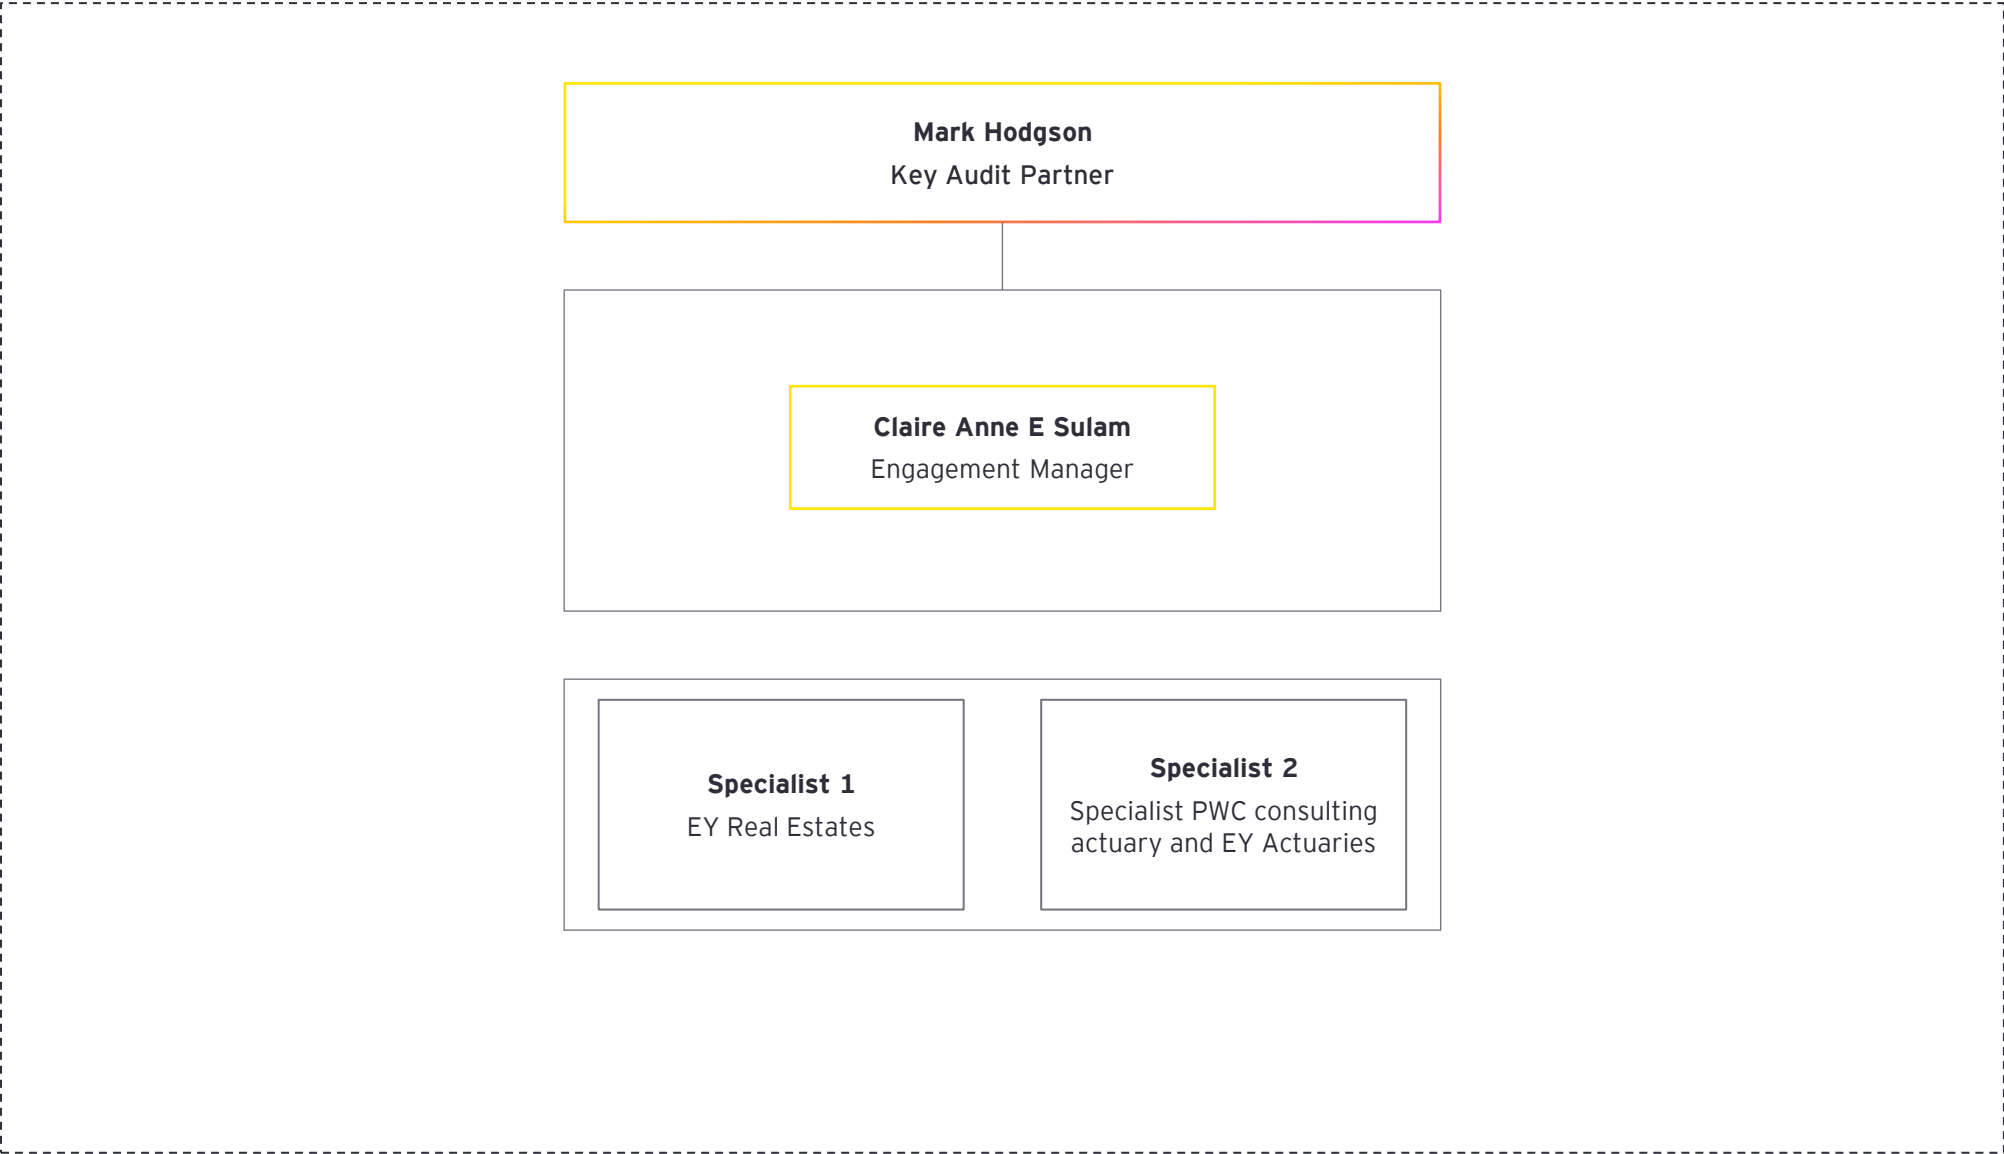 Mark Hodgson
Key Audit Partner
Claire Anne E Sulam
Engagement Manager
Specialist 1
EY Real Estates
Specialist 2
Specialist PWC consulting
actuary and EY Actuaries